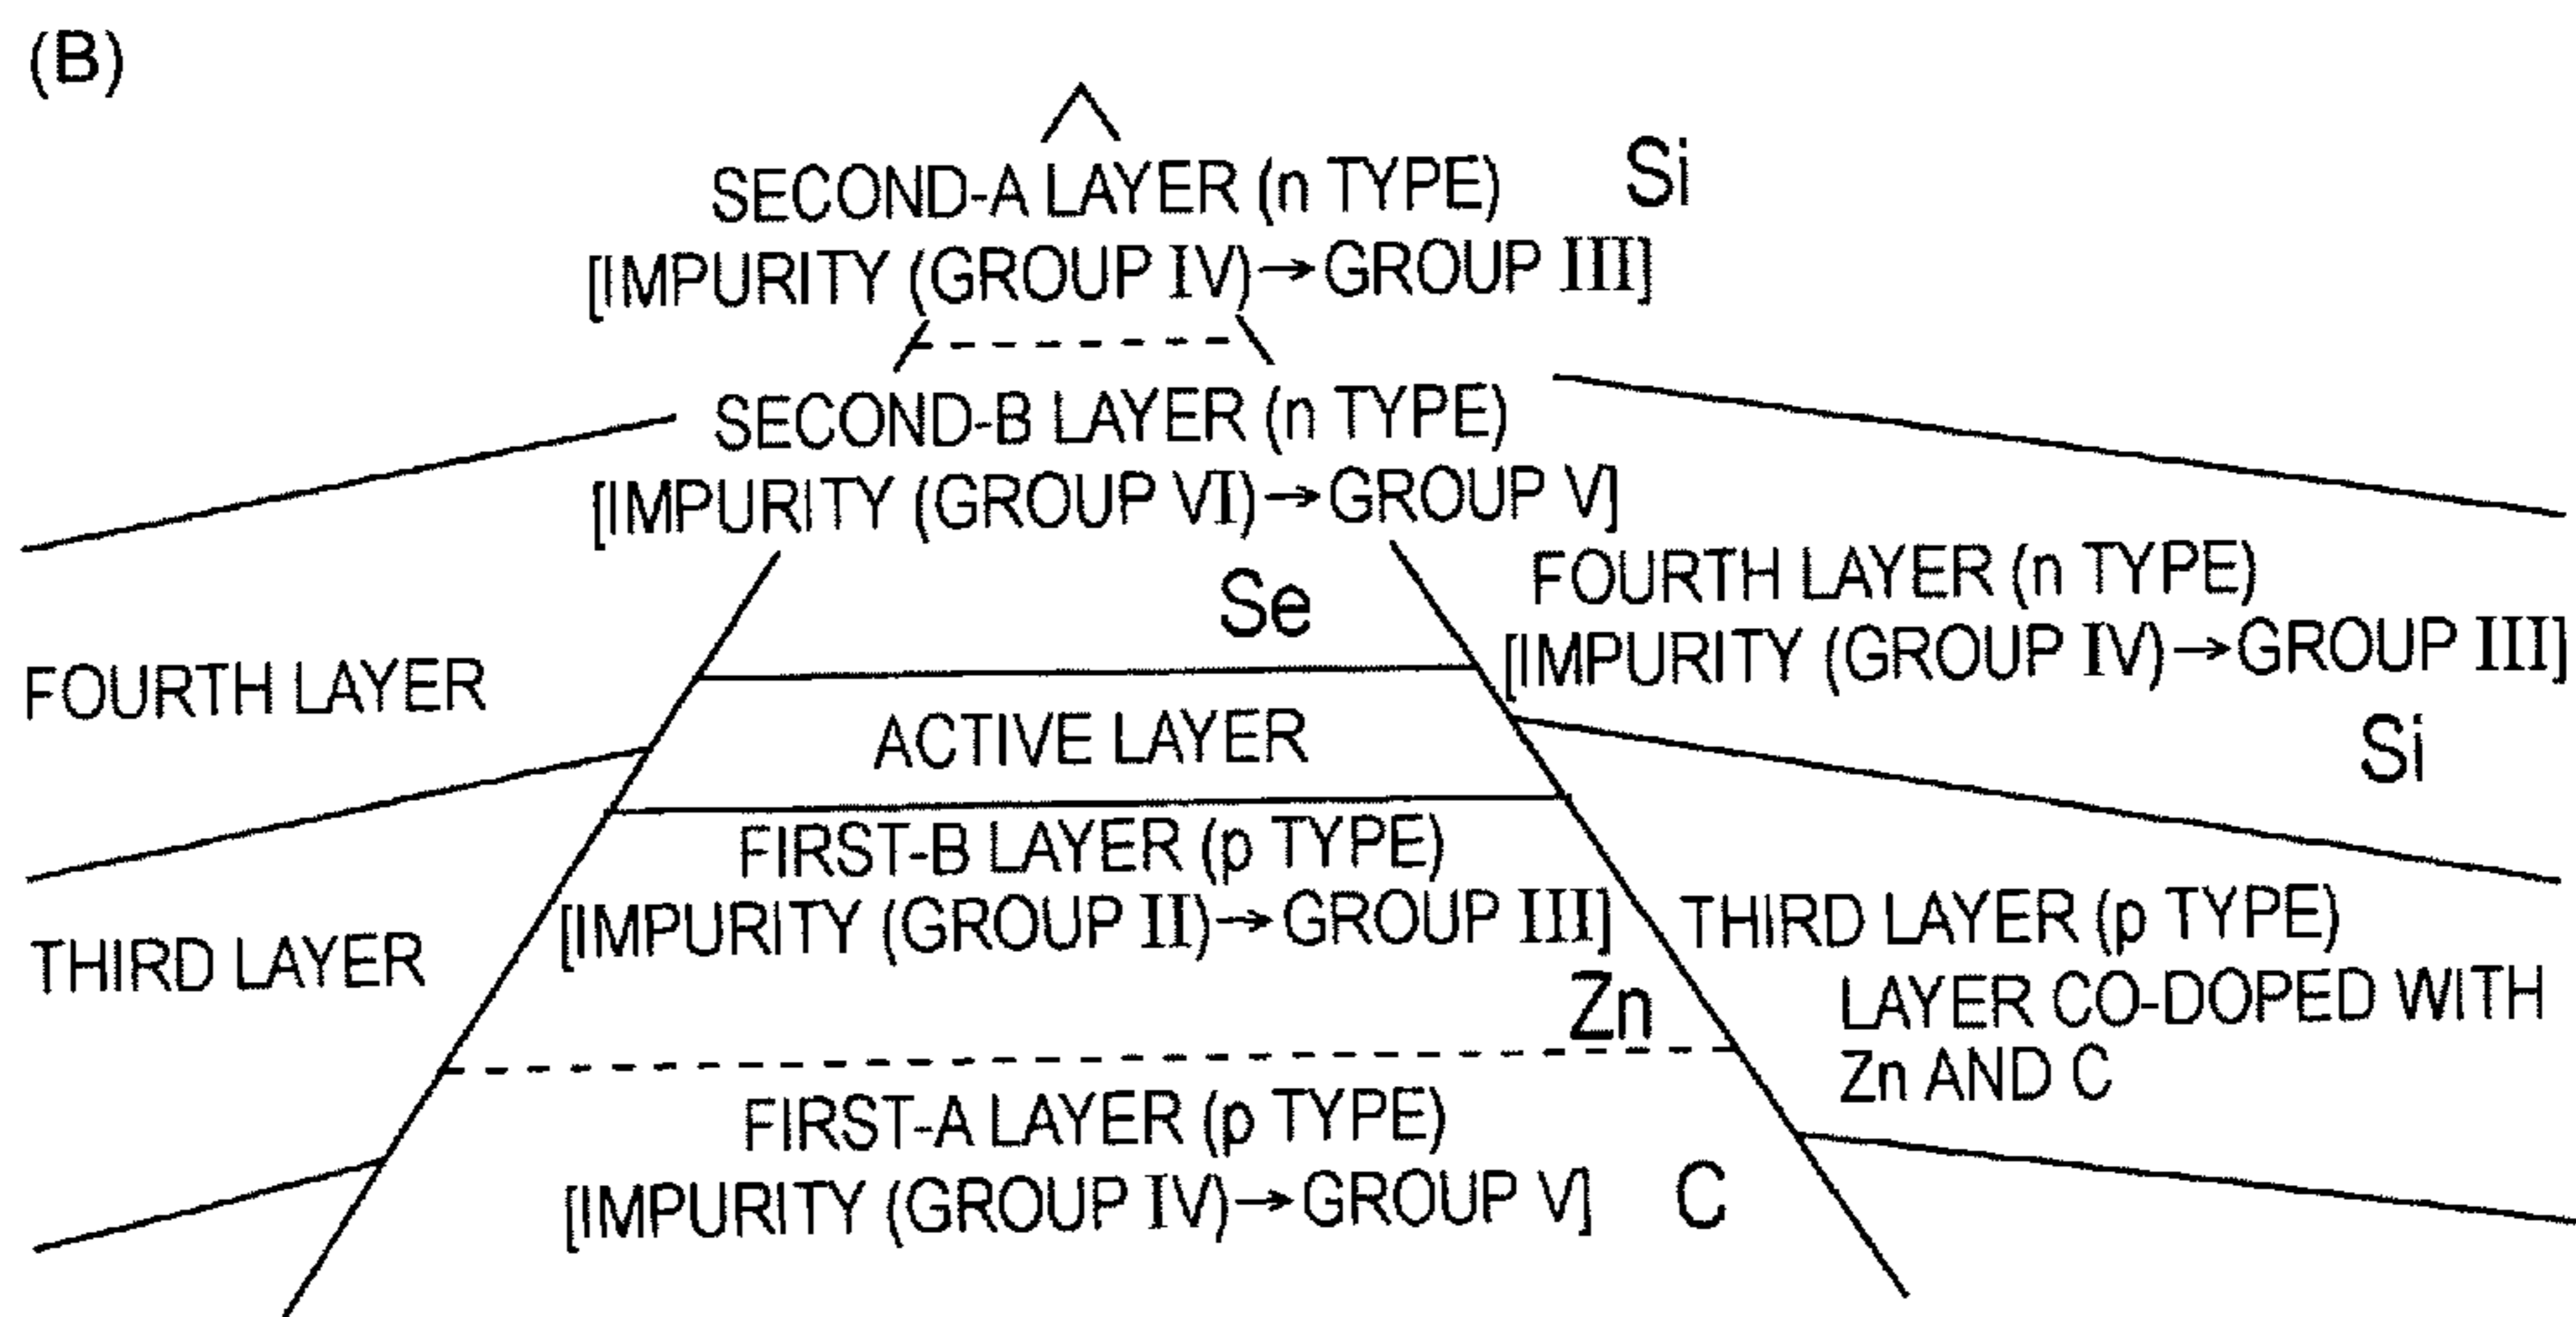 (B)
SECOND-A LAYER (n TYPE) Si
[IMPURITY (GROUP IV)→GROUP III]
SECOND-B LAYER (n TYPE)
[IMPURITY (GROUP VI)→GROUP V]
Se
FOURTH LAYER (n TYPE)
[IMPURITY (GROUP IV)→GROUP III]
Si
FOURTH LAYER
ACTIVE LAYER
FIRST-B LAYER (p TYPE)
[IMPURITY (GROUP II)→GROUP III]
Zn
THIRD LAYER
THIRD LAYER (p TYPE)
LAYER CO-DOPED WITH
Zn AND C
FIRST-A LAYER (p TYPE)
[IMPURITY (GROUP IV)→GROUP V] C